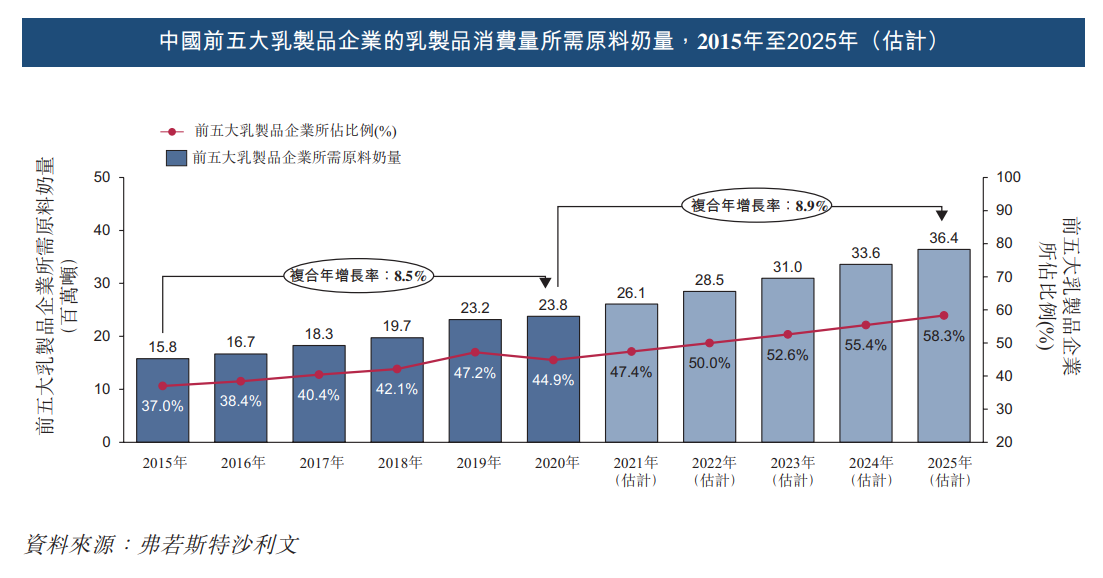 中國前五大乳製品企業的乳製品消費量所需原料奶量，2015年至2025年（估計）
前五大乳製品企業所佔比例(%)
前五大乳製品企業所需原料奶量
前五大乳製品企業所需原料奶量
（百萬噸）
50
40
30
20
10
0
100
90
80
70
60
50
40
30
20
前五大乳製品企業
所佔比例(%)
複合年增長率：8.5%
複合年增長率：8.9%
15.8
16.7
18.3
19.7
23.2
23.8
26.1
28.5
31.0
33.6
36.4
37.0%
38.4%
40.4%
42.1%
47.2%
44.9%
47.4%
50.0%
52.6%
55.4%
58.3%
2015年
2016年
2017年
2018年
2019年
2020年
2021年
(估計)
2022年
(估計)
2023年
(估計)
2024年
(估計)
2025年
(估計)
資料來源：弗若斯特沙利文